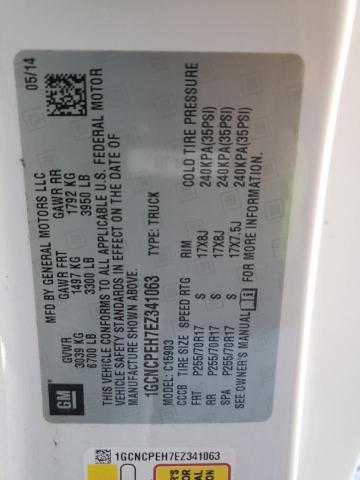 GM
MFD BY GENERAL MOTORS LLC
05/14
GVWR GAWR FRT GAWR RR
3039 KG 1497 KG 1792 KG
6700 LB 3300 LB 3950 LB
THIS VEHICLE CONFORMS TO ALL APPLICABLE U.S. FEDERAL MOTOR
VEHICLE SAFETY STANDARDS IN EFFECT ON THE DATE OF
MANUFACTURE SHOWN ABOVE.
1GCNCPEH7EZ341063 TYPE: TRUCK
MODEL: C15903
CCCB TIRE SIZE SPEED RTG RIM COLD TIRE PRESSURE
FRT P255/70R17 S 17X8J 240KPA(35PSI)
RR P255/70R17 S 17X8J 240KPA(35PSI)
SPA P255/70R17 S 17X7.5J 240KPA(35PSI)
SEE OWNER'S MANUAL FOR MORE INFORMATION.
1GCNCPEH7EZ341063